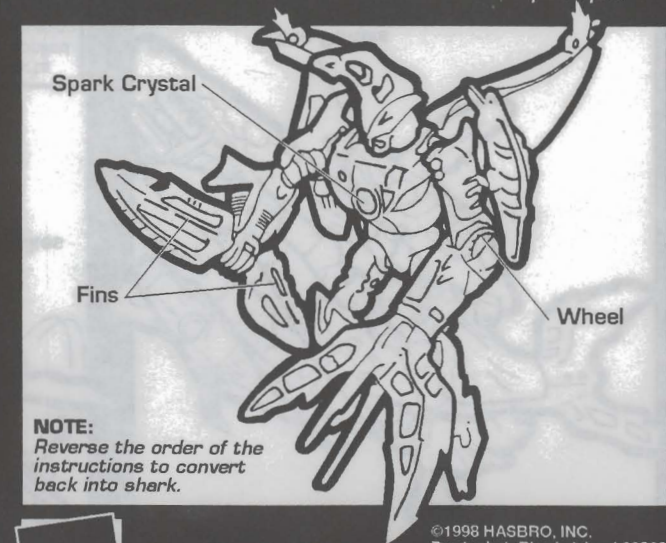 Spark Crystal
Fins
Wheel
NOTE:
Reverse the order of the
instructions to convert
back into shark.
©1998 HASBRO, INC.